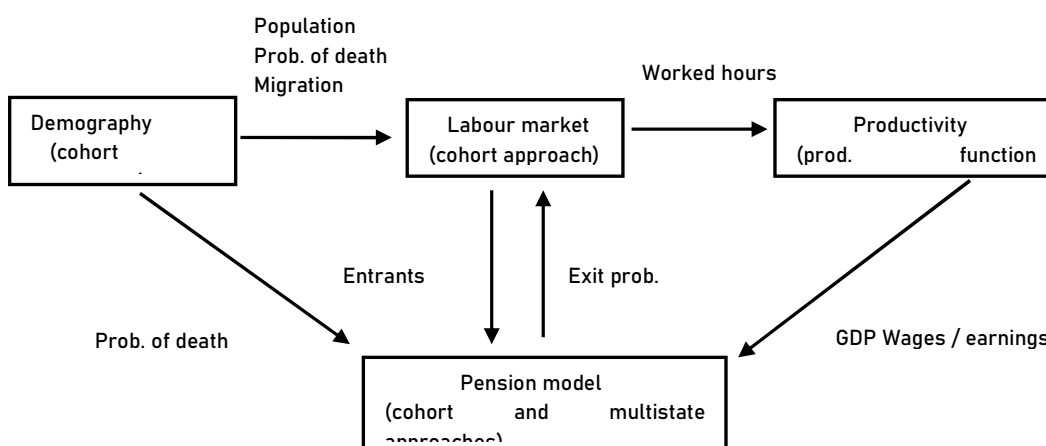 Population
Prob. of death
Migration
Worked hours
Demography
(cohort
Labour market
(cohort approach)
Productivity
(prod. function
Entrants
Exit prob.
Prob. of death
GDP Wages / earnings
Pension model
(cohort and multistate
approaches)